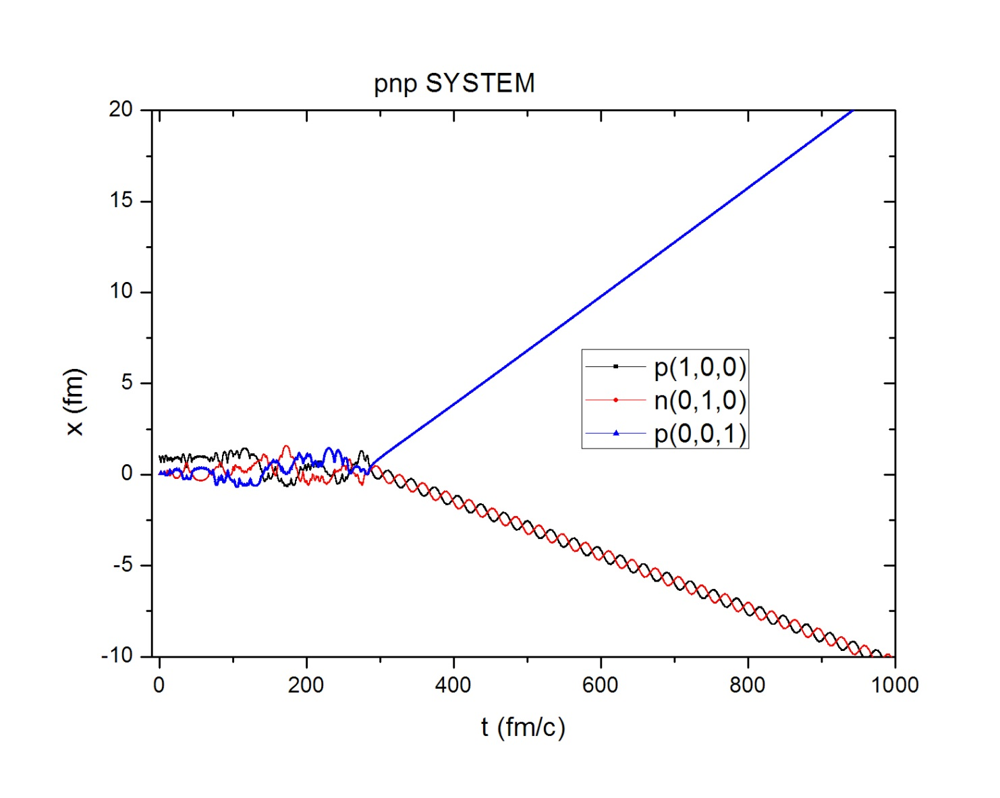 pnp SYSTEM
20
15
10
5
0
-5
-10
x (fm)
p(1,0,0)
n(0,1,0)
p(0,0,1)
0 200 400 600 800 1000
t (fm/c)